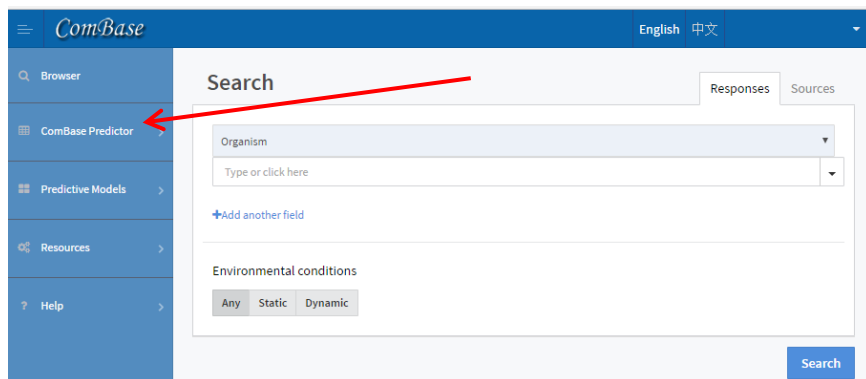 ComBase
English 中文
Browser
ComBase Predictor
Predictive Models
Resources
Help
Search
Responses Sources
Organism
Type or click here
+Add another field
Environmental conditions
Any Static Dynamic
Search